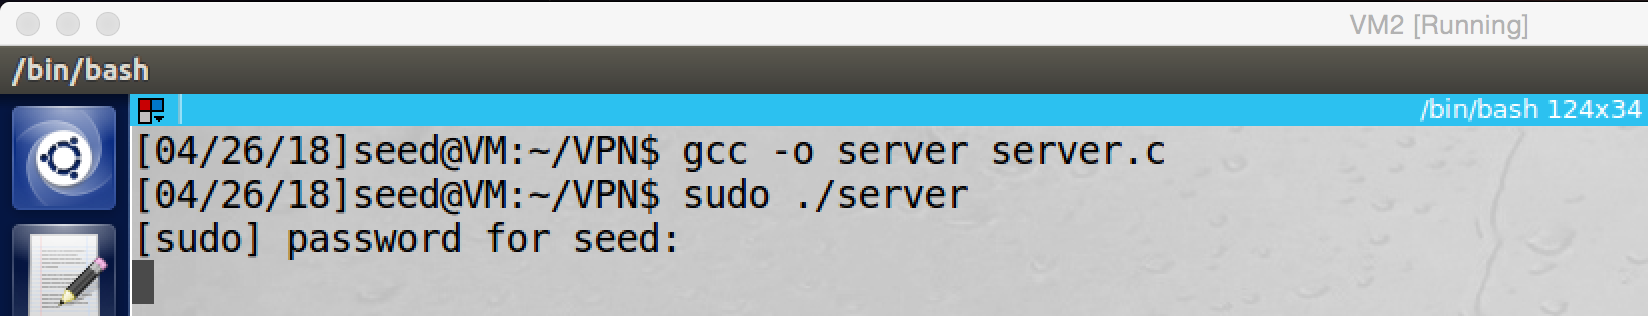 VM2 [Running]
/bin/bash
/bin/bash 124x34
[04/26/18]seed@VM:~/VPN$ gcc -o server server.c
[04/26/18]seed@VM:~/VPN$ sudo ./server
[sudo] password for seed: